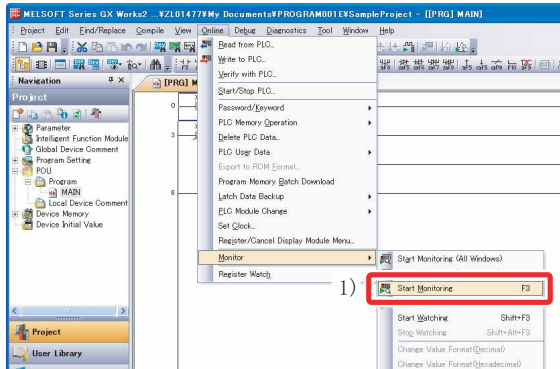 MELSOFT Series GX Works2 ...¥ZL01477¥My Documents¥PROGRAM001E¥SampleProject - [[PRG] MAIN]
Project Edit Find/Replace Compile View Online Debug Diagnostics Tool Window Help
Read from PLC...
Write to PLC...
Verify with PLC...
Start/Stop PLC...
Password/Keyword
PLC Memory Operation
Delete PLC Data...
PLC User Data
Export to ROM Format...
Program Memory Batch Download
Latch Data Backup
PLC Module Change
Set Clock...
Register/Cancel Display Module Menu...
Monitor
Register Watch
Navigation
Project
Parameter
Intelligent Function Module
Global Device Comment
Program Setting
POU
Program
MAIN
Local Device Comment
Device Memory
Device Initial Value
Project
User Library
[PRG] M
0
3
6
Start Monitoring (All Windows)
1) Start Monitoring F3
Start Watching Shift+F3
Stop Watching Shift+Alt+F3
Change Value Format(Decimal)
Change Value Format(Hexadecimal)